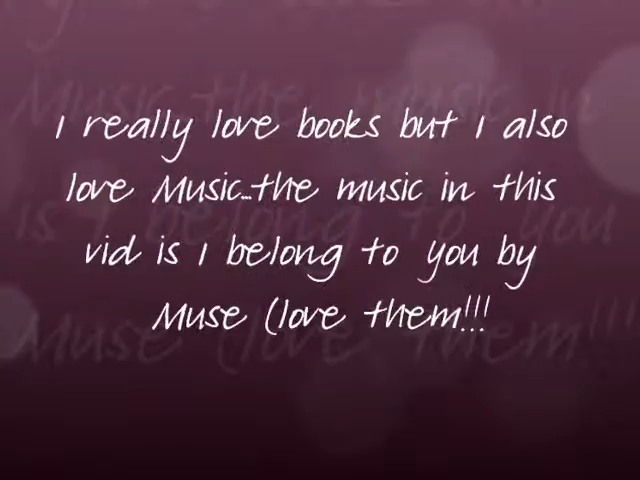 I really love books but I also
love Music...the music in this
vid is I belong to you by
Muse (love them!!!